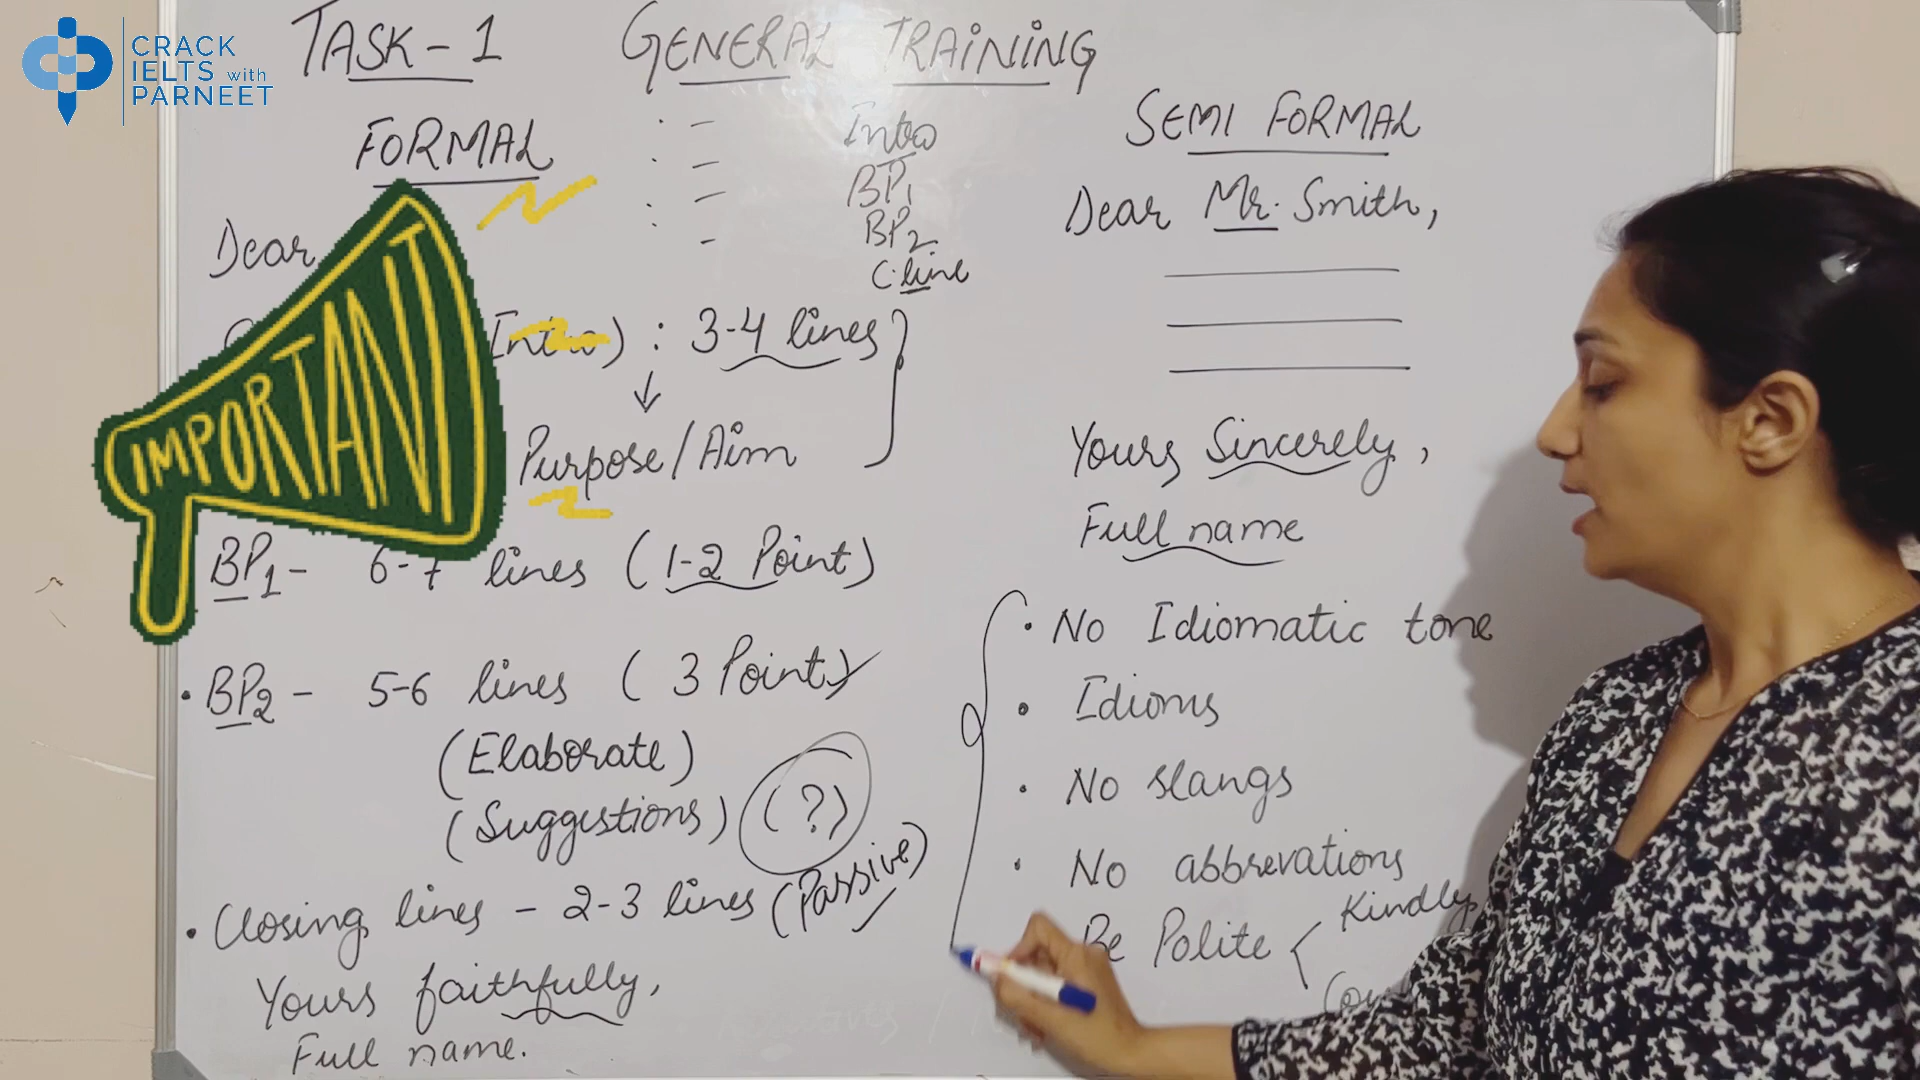 CRACK
IELTS with
PARNEET
TASK-1 GENERAL TRAINING
FORMAL
: - Intro
: - BP1
: - BP2
- C.line
Dear
IMPORTANT
Intro) : 3-4 lines
↓
Purpose/Aim
BP1- 6-7 lines (1-2 Point)
• BP2 - 5-6 lines ( 3 Point)
(Elaborate)
(Suggestions) (?)
• Closing lines - 2-3 lines (Passive)
Yours faithfully,
Full name.
SEMI FORMAL
Dear Mr. Smith,
Yours Sincerely,
Full name
• No Idiomatic tone
• Idioms
• No slangs
• No abbrevations
Be Polite < Kindly